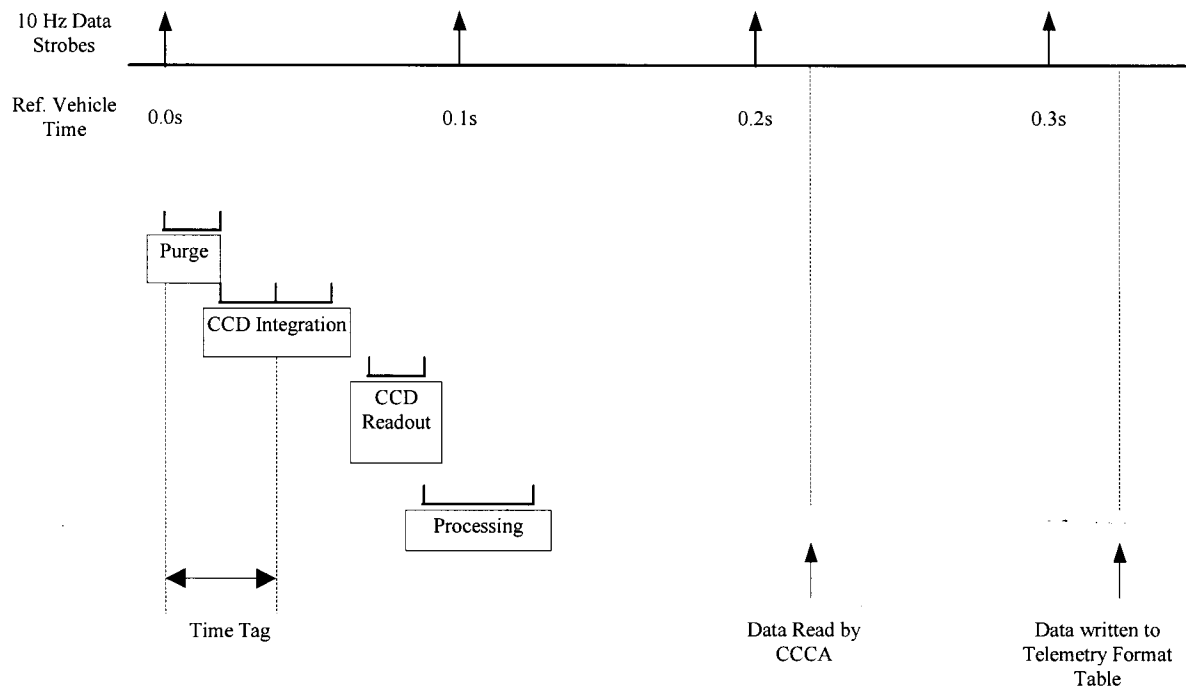 10 Hz Data
Strobes
Ref. Vehicle
Time
0.0s
0.1s
0.2s
0.3s
Purge
CCD Integration
CCD
Readout
Processing
Time Tag
Data Read by
CCCA
Data written to
Telemetry Format
Table